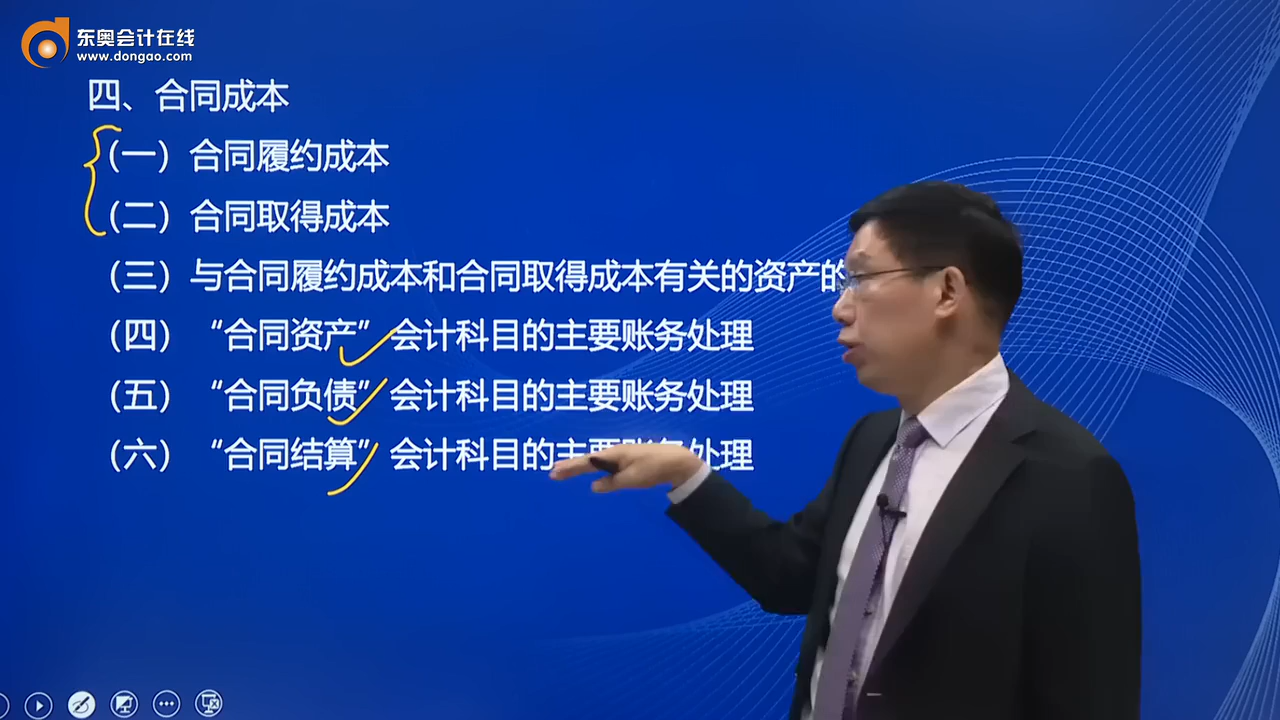 东奥会计在线
www.dongao.com
四、合同成本
（一）合同履约成本
（二）合同取得成本
（三）与合同履约成本和合同取得成本有关的资产的
（四）“合同资产”会计科目的主要账务处理
（五）“合同负债”会计科目的主要账务处理
（六）“合同结算”会计科目的主要账务处理